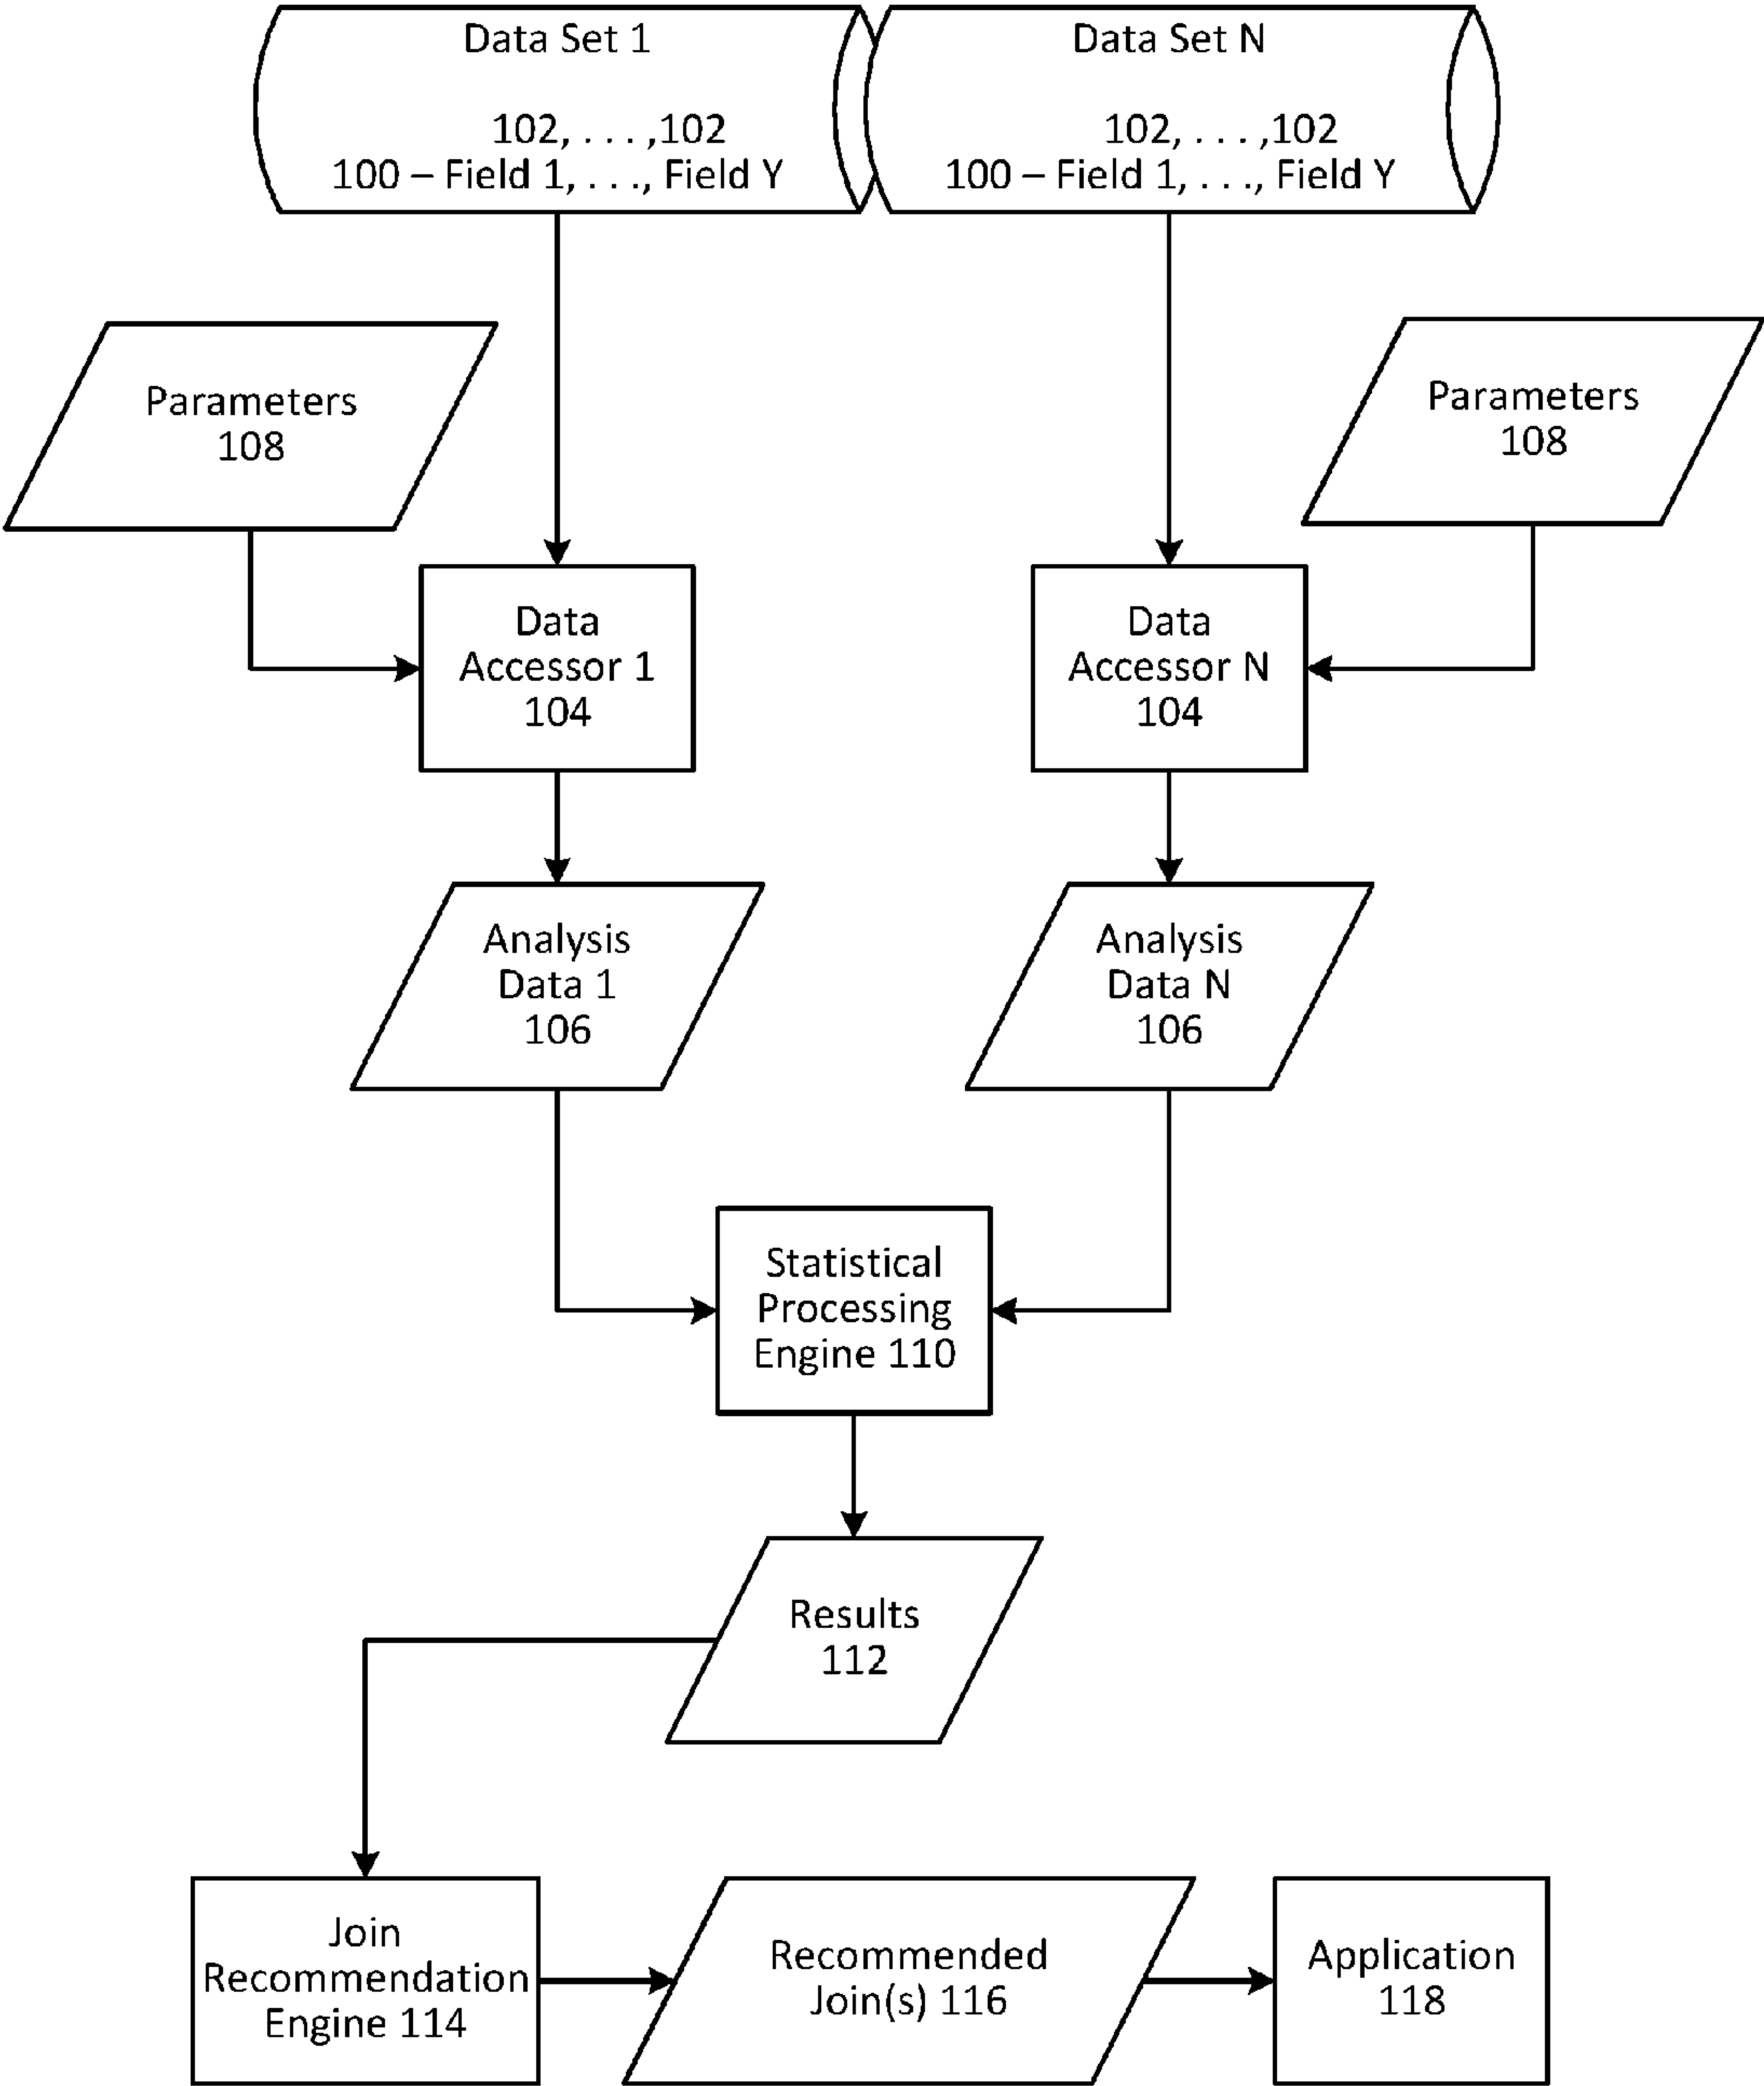 Data Set 1
102, . . . ,102
100 – Field 1, . . ., Field Y
Data Set N
102, . . . ,102
100 – Field 1, . . ., Field Y
Parameters
108
Parameters
108
Data
Accessor 1
104
Data
Accessor N
104
Analysis
Data 1
106
Analysis
Data N
106
Statistical
Processing
Engine 110
Results
112
Join
Recommendation
Engine 114
Recommended
Join(s) 116
Application
118